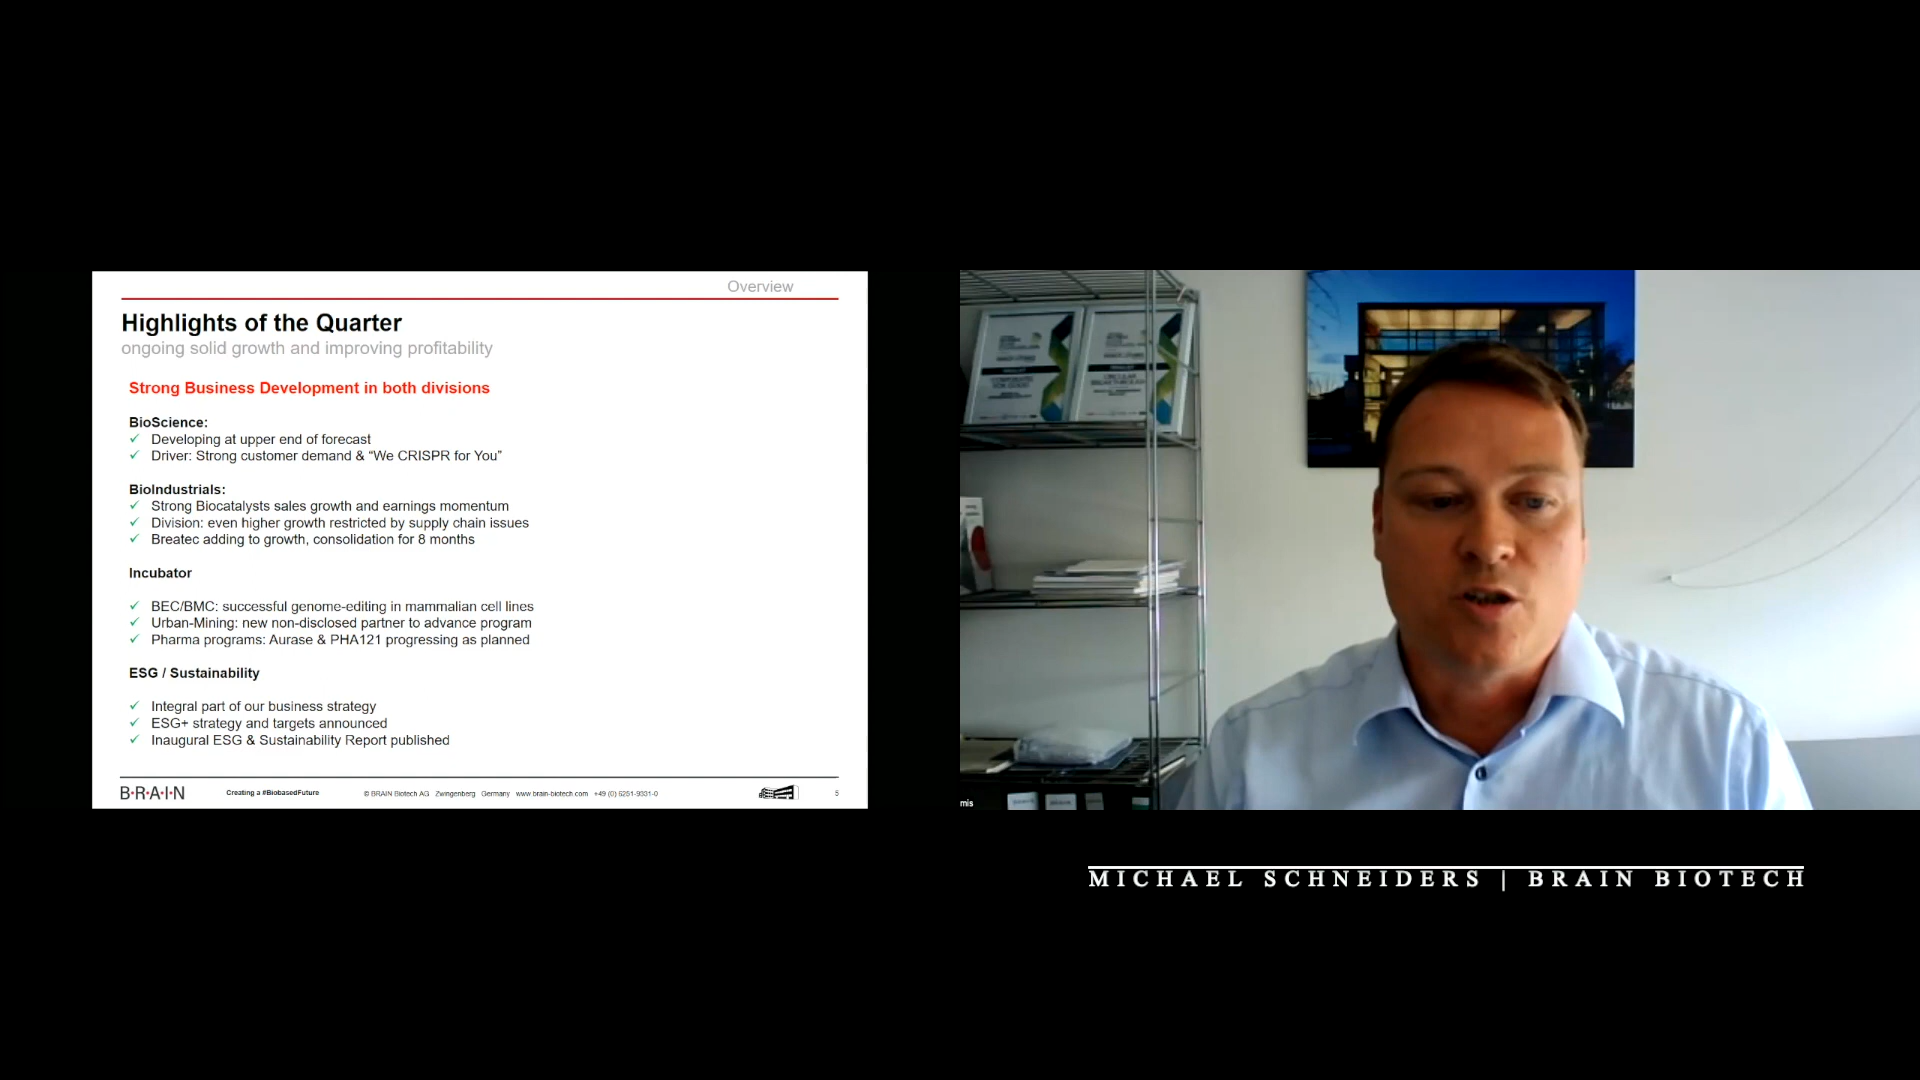 Overview
Highlights of the Quarter
ongoing solid growth and improving profitability
Strong Business Development in both divisions
BioScience:
✓ Developing at upper end of forecast
✓ Driver: Strong customer demand & “We CRISPR for You”
BioIndustrials:
✓ Strong Biocatalysts sales growth and earnings momentum
✓ Division: even higher growth restricted by supply chain issues
✓ Breatec adding to growth, consolidation for 8 months
Incubator
✓ BEC/BMC: successful genome-editing in mammalian cell lines
✓ Urban-Mining: new non-disclosed partner to advance program
✓ Pharma programs: Aurase & PHA121 progressing as planned
ESG / Sustainability
✓ Integral part of our business strategy
✓ ESG+ strategy and targets announced
✓ Inaugural ESG & Sustainability Report published
B·R·A·I·N Creating a #BiobasedFuture © BRAIN Biotech AG Zwingenberg Germany www.brain-biotech.com +49 (0) 6251-9331-0 5
FINALIST FINALIST
mis
MICHAEL SCHNEIDERS | BRAIN BIOTECH